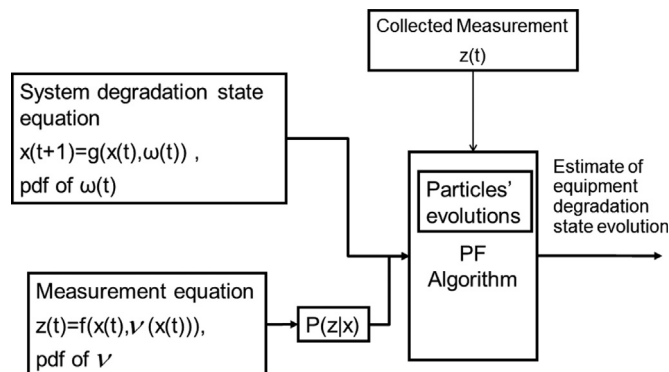 Collected Measurement
z(t)
System degradation state
equation
x(t+1)=g(x(t),ω(t)) ,
pdf of ω(t)
Particles'
evolutions
PF
Algorithm
Estimate of
equipment
degradation
state evolution
Measurement equation
z(t)=f(x(t),ν(x(t))),
pdf of ν
P(z|x)